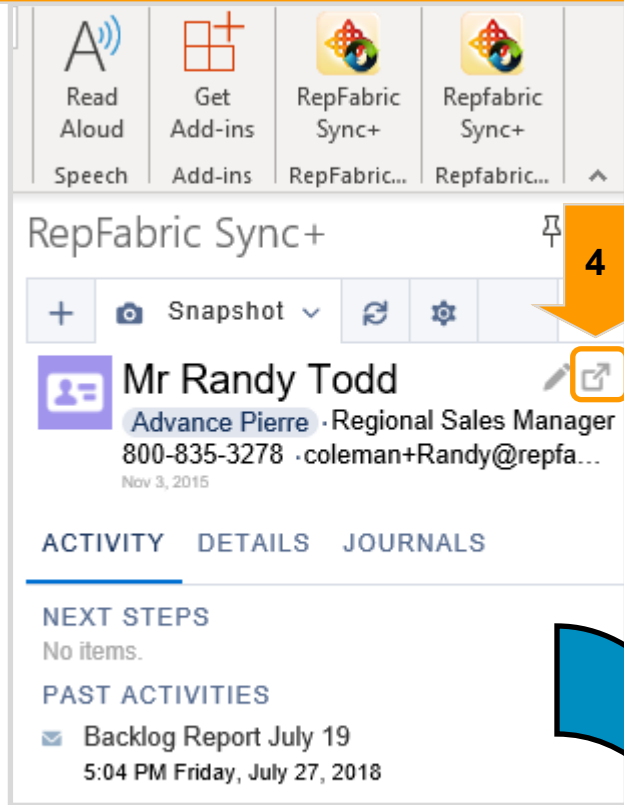 Read Aloud
Get Add-ins
RepFabric Sync+
Repfabric Sync+
Speech
Add-ins
RepFabric...
Repfabric...
RepFabric Sync+
4
+ Snapshot
Mr Randy Todd
Advance Pierre · Regional Sales Manager
800-835-3278 · coleman+Randy@repfa...
Nov 3, 2015
ACTIVITY DETAILS JOURNALS
NEXT STEPS
No items.
PAST ACTIVITIES
Backlog Report July 19
5:04 PM Friday, July 27, 2018